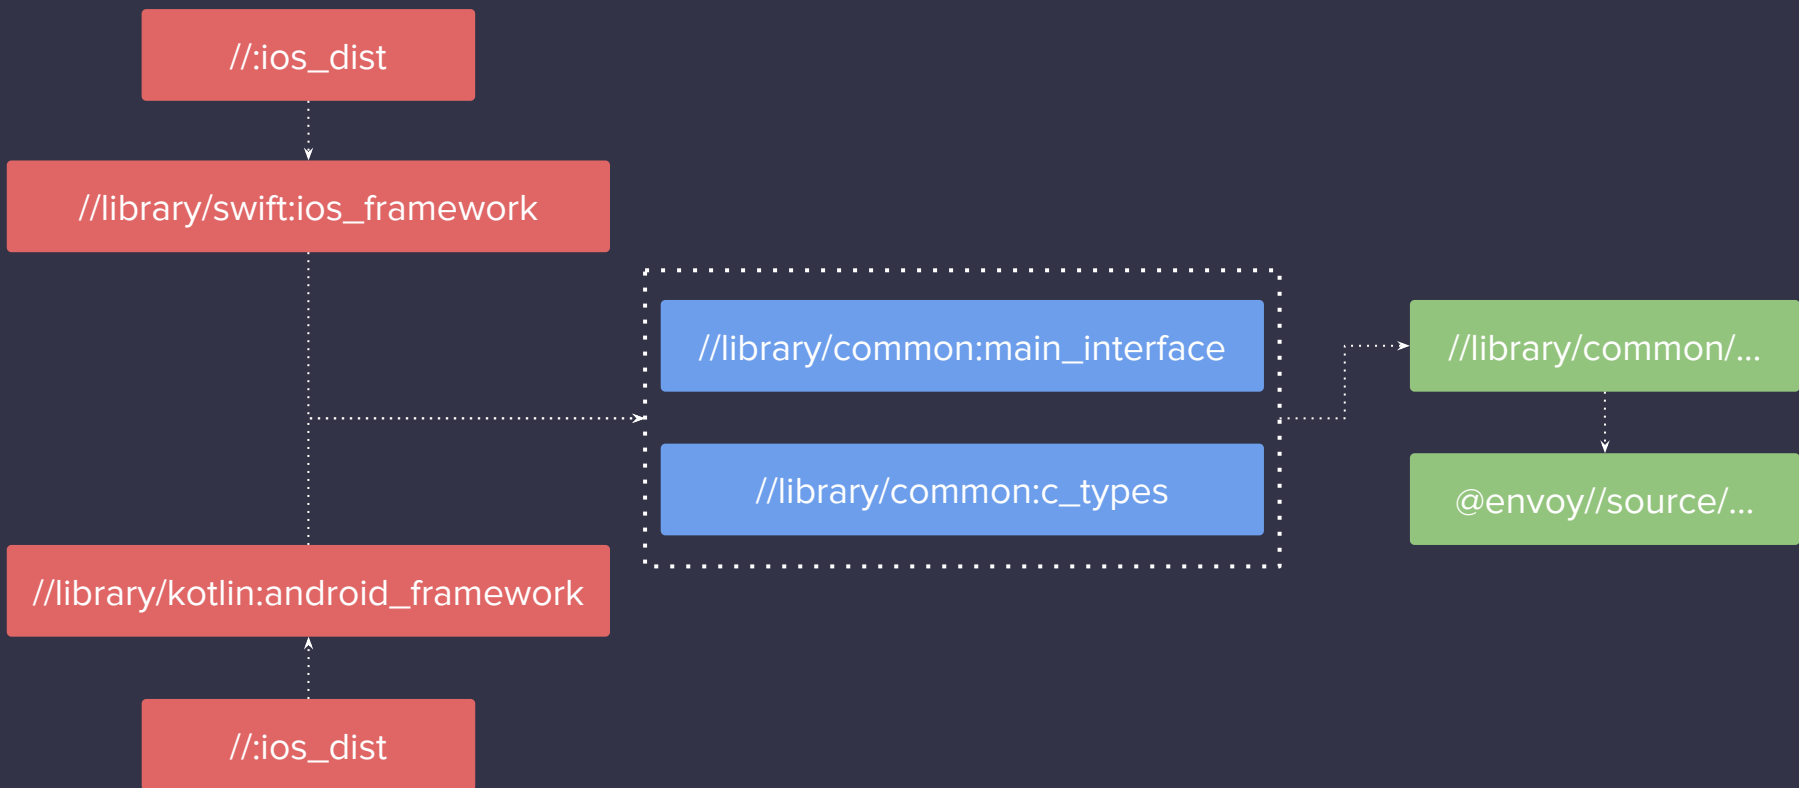 //:ios_dist
//library/swift:ios_framework
//library/common:main_interface
//library/common/...
//library/common:c_types
@envoy//source/...
//library/kotlin:android_framework
//:ios_dist